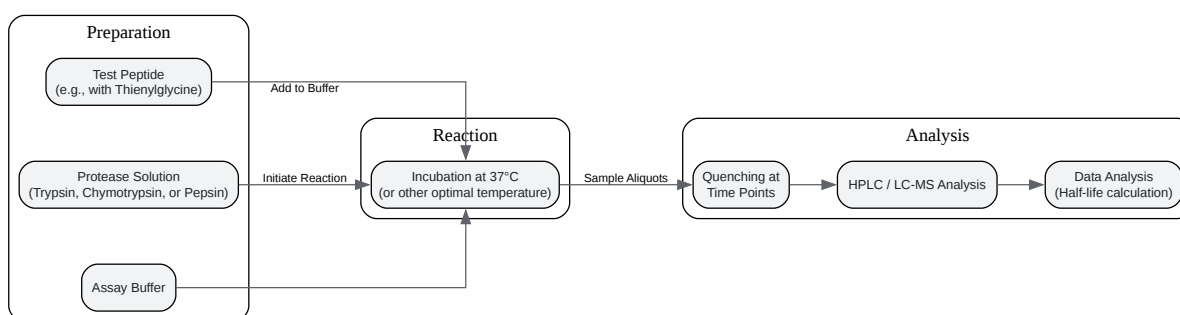 Preparation
Test Peptide
(e.g., with Thienylglycine)
Add to Buffer
Protease Solution
(Trypsin, Chymotrypsin, or Pepsin)
Initiate Reaction
Assay Buffer
Reaction
Incubation at 37°C
(or other optimal temperature)
Sample Aliquots
Analysis
Quenching at
Time Points
HPLC / LC-MS Analysis
Data Analysis
(Half-life calculation)